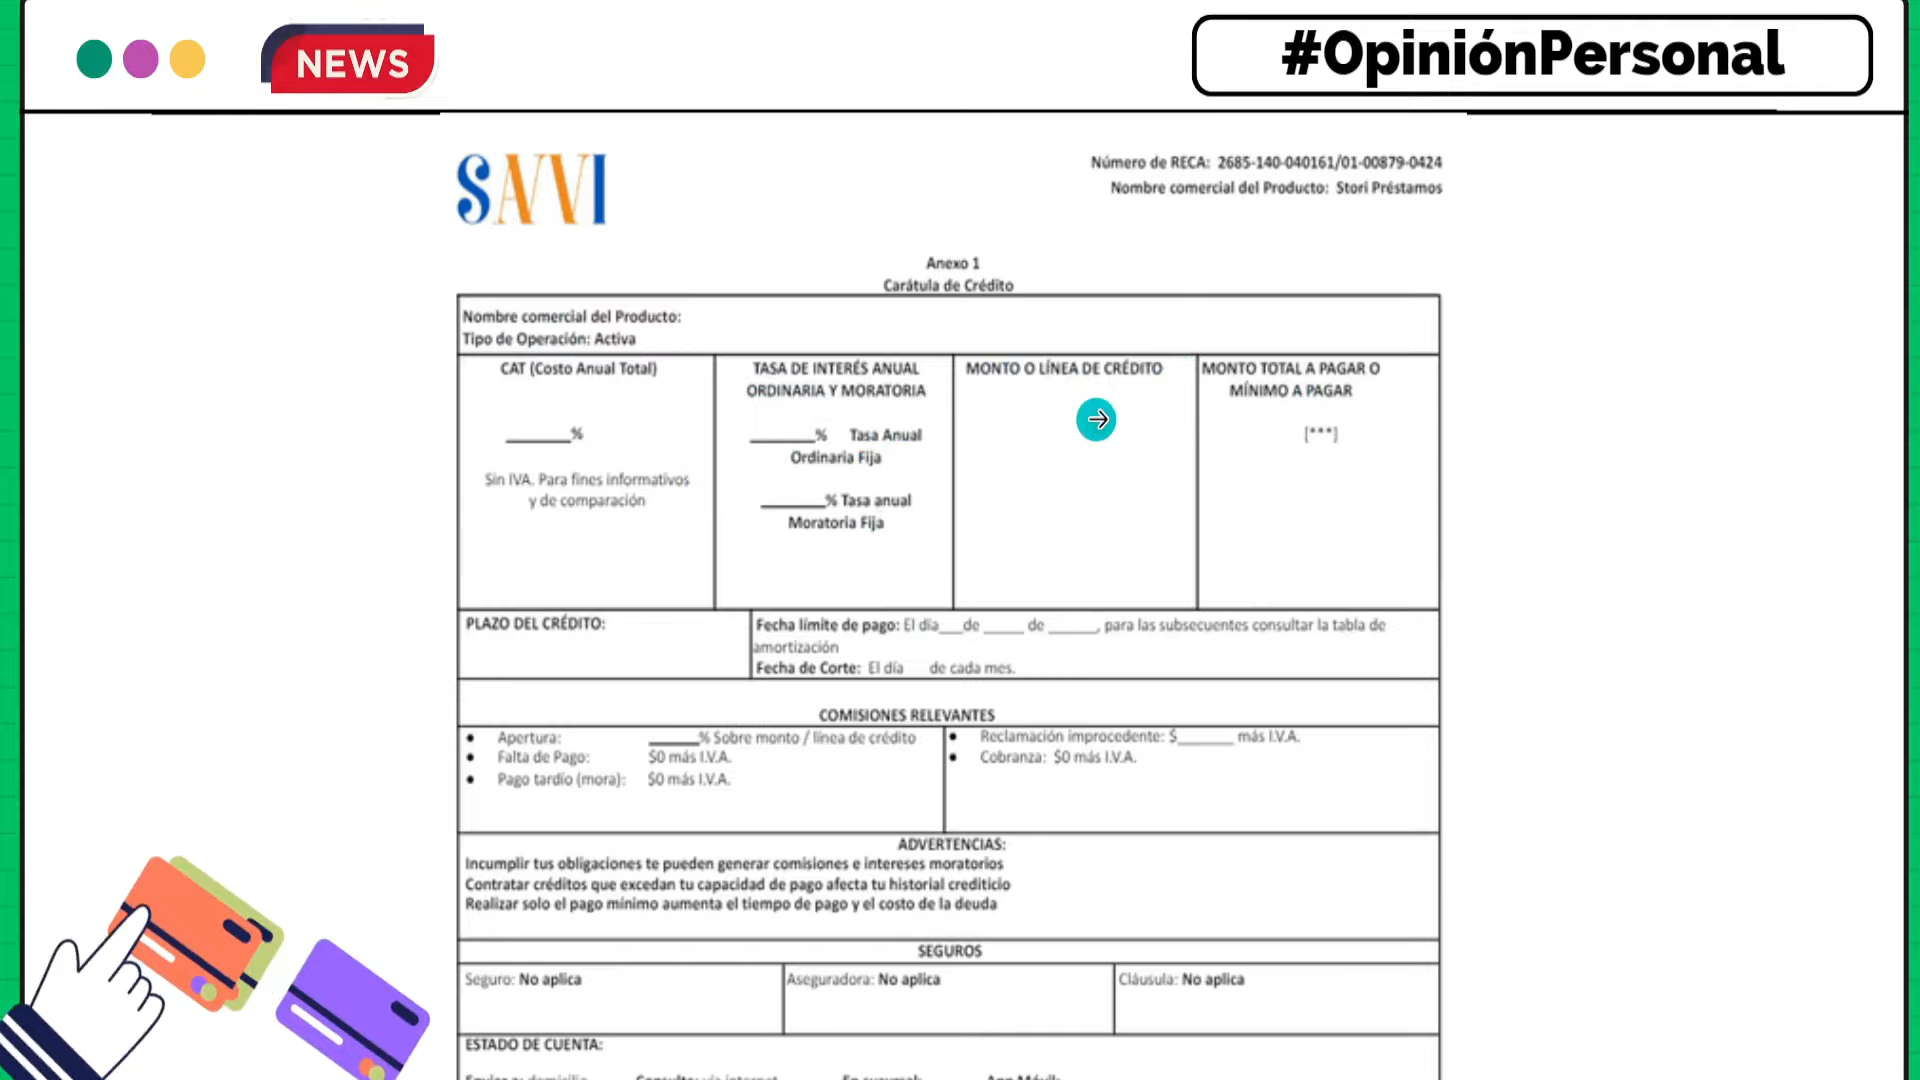 NEWS
#OpiniónPersonal
SAVVI
Número de RECA: 2685-140-040161/01-00879-0424
Nombre comercial del Producto: Stori Préstamos
Anexo 1
Carátula de Crédito
Nombre comercial del Producto:
Tipo de Operación: Activa
CAT (Costo Anual Total)
______%
Sin IVA. Para fines informativos
y de comparación
TASA DE INTERÉS ANUAL
ORDINARIA Y MORATORIA
______% Tasa Anual
Ordinaria Fija
______% Tasa anual
Moratoria Fija
MONTO O LÍNEA DE CRÉDITO
MONTO TOTAL A PAGAR O
MÍNIMO A PAGAR
[***]
PLAZO DEL CRÉDITO:
Fecha límite de pago: El día___de _____ de ______, para las subsecuentes consultar la tabla de
amortización
Fecha de Corte: El día de cada mes.
COMISIONES RELEVANTES
• Apertura: ______% Sobre monto / línea de crédito
• Falta de Pago: $0 más I.V.A.
• Pago tardío (mora): $0 más I.V.A.
• Reclamación improcedente: $_______ más I.V.A.
• Cobranza: $0 más I.V.A.
ADVERTENCIAS:
Incumplir tus obligaciones te pueden generar comisiones e intereses moratorios
Contratar créditos que excedan tu capacidad de pago afecta tu historial crediticio
Realizar solo el pago mínimo aumenta el tiempo de pago y el costo de la deuda
SEGUROS
Seguro: No aplica
Aseguradora: No aplica
Cláusula: No aplica
ESTADO DE CUENTA: